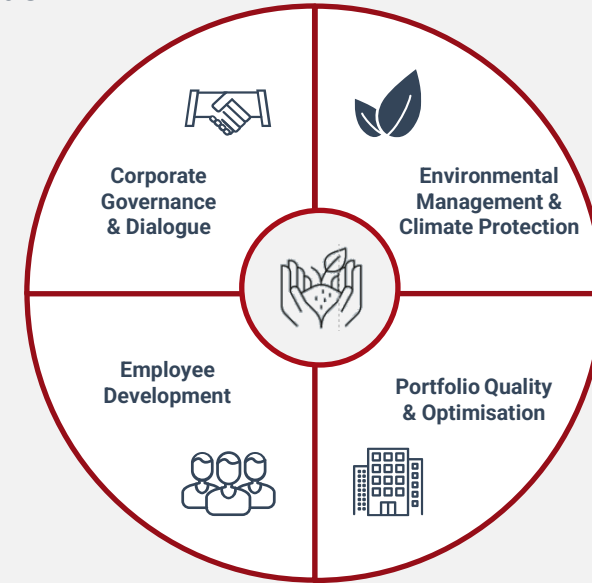 Corporate
Governance
& Dialogue
Environmental
Management &
Climate Protection
Employee
Development
Portfolio Quality
& Optimisation